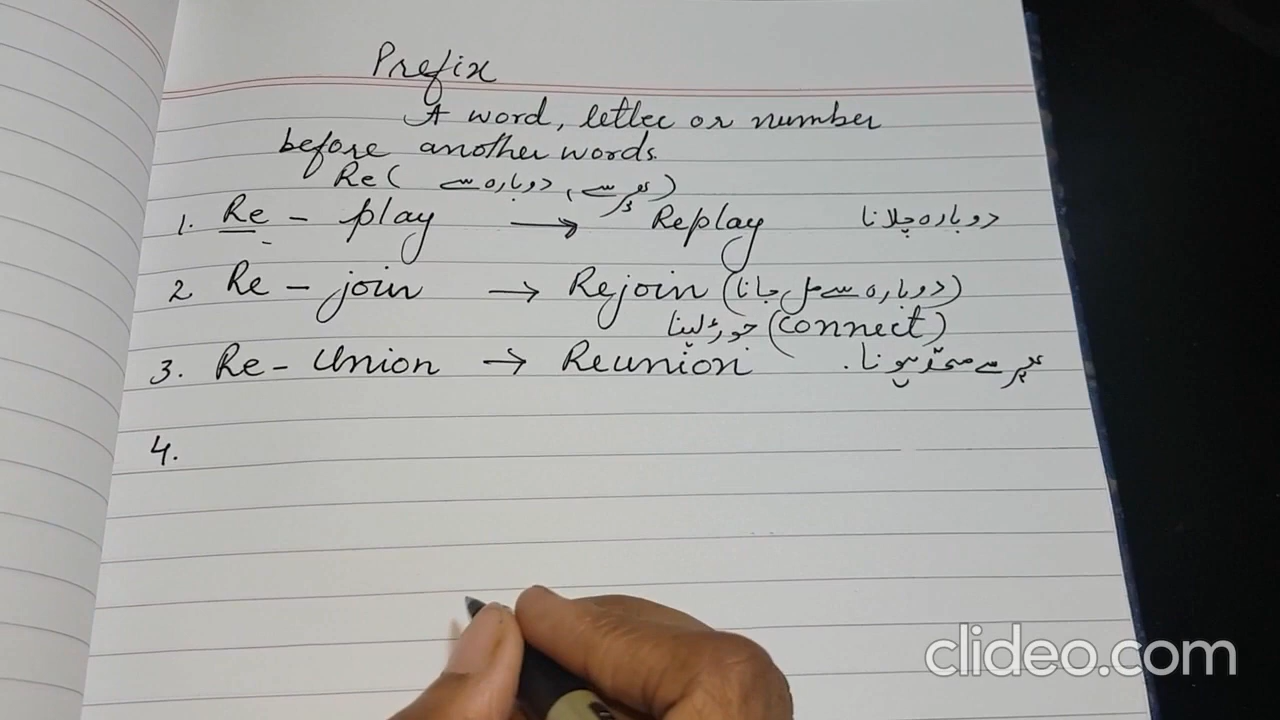 Prefix
A word, letter or number
before another words.
Re (پھر سے, دوبارہ سے)
1. Re - play → Replay دوبارہ چلانا
2 Re - join → Rejoin (دوبارہ سے مل جانا)
جوڑ لینا (connect)
3. Re - Union → Reunion پھر سے متحد ہونا.
4.
clideo.com